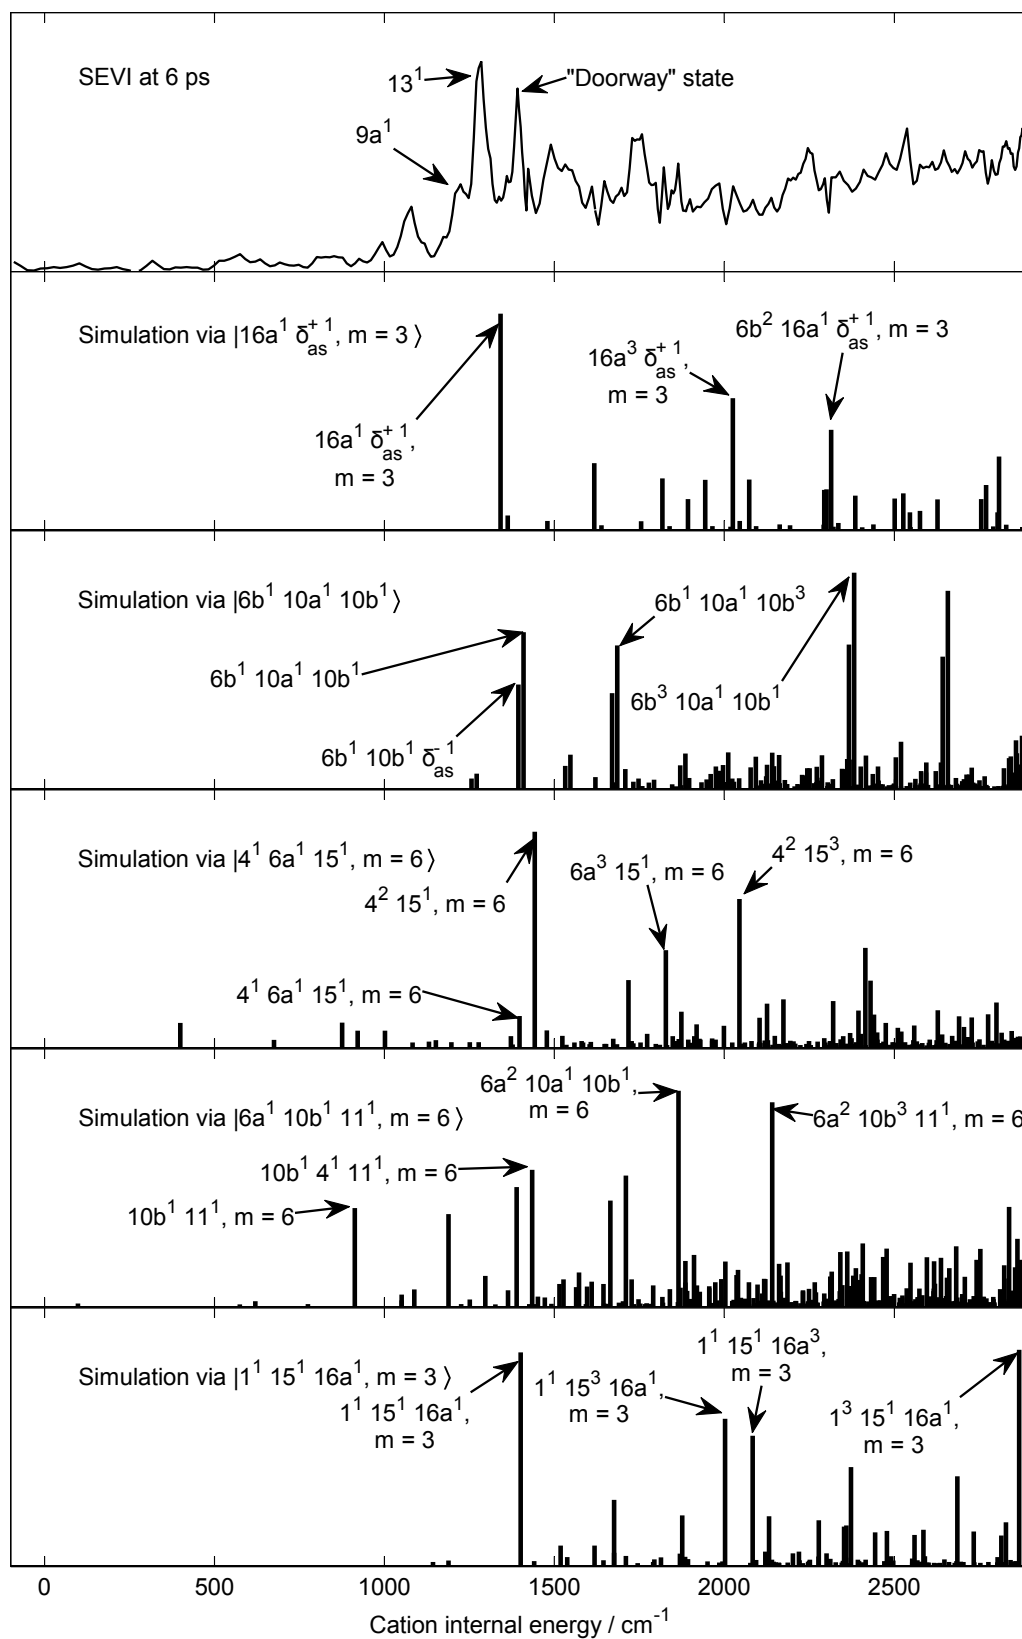 SEVI at 6 ps
13¹
"Doorway" state
9a¹
Simulation via |16a¹ δ⁺ₐₛ¹, m = 3⟩
6b² 16a¹ δ⁺ₐₛ¹, m = 3
16a³ δ⁺ₐₛ¹,
m = 3
16a¹ δ⁺ₐₛ¹,
m = 3
Simulation via |6b¹ 10a¹ 10b¹⟩
6b¹ 10a¹ 10b³
6b¹ 10a¹ 10b¹
6b³ 10a¹ 10b¹
6b¹ 10b¹ δ⁻ₐₛ¹
Simulation via |4¹ 6a¹ 15¹, m = 6⟩
4² 15³, m = 6
6a³ 15¹, m = 6
4² 15¹, m = 6
4¹ 6a¹ 15¹, m = 6
6a² 10a¹ 10b¹,
m = 6
Simulation via |6a¹ 10b¹ 11¹, m = 6⟩
6a² 10b³ 11¹, m = 6
10b¹ 4¹ 11¹, m = 6
10b¹ 11¹, m = 6
1¹ 15¹ 16a³,
m = 3
Simulation via |1¹ 15¹ 16a¹, m = 3⟩
1¹ 15¹ 16a¹,
m = 3
1¹ 15³ 16a¹,
m = 3
1³ 15¹ 16a¹,
m = 3
0 500 1000 1500 2000 2500
Cation internal energy / cm⁻¹